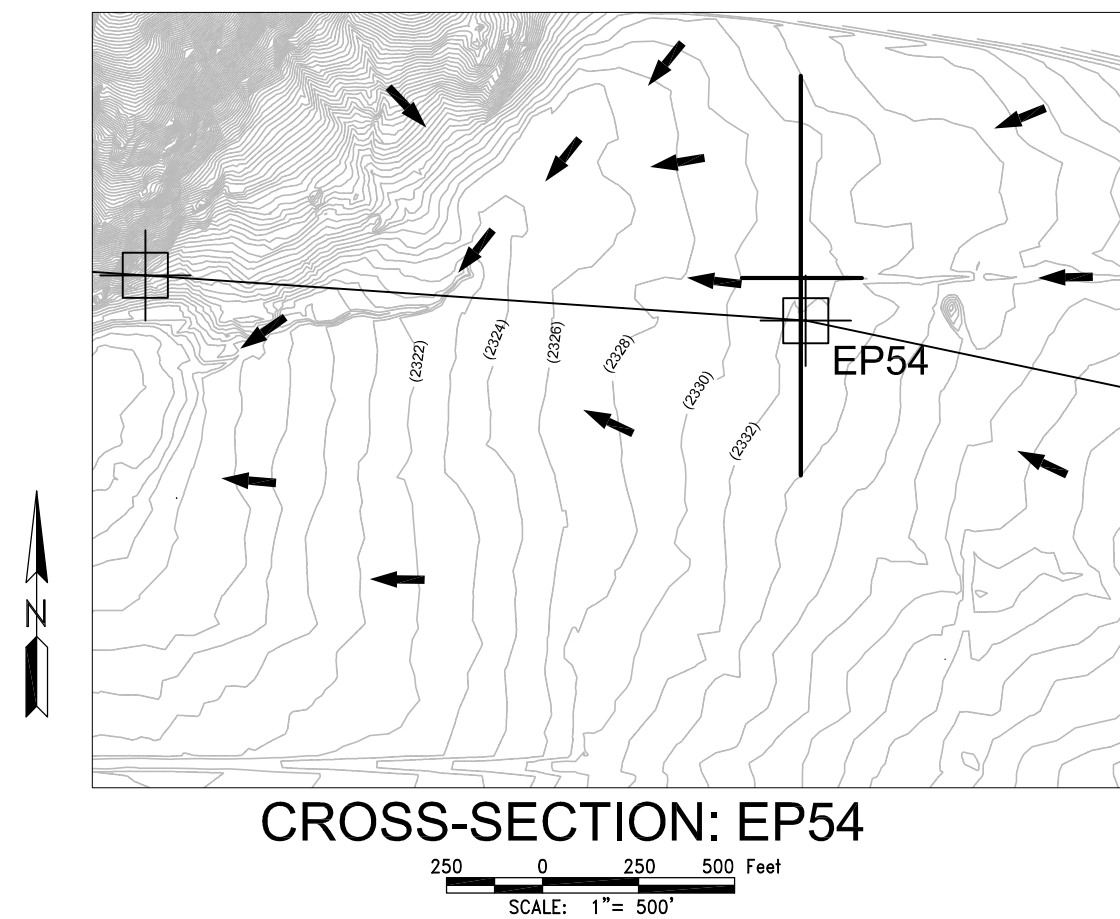 (2322)
(2324)
(2326)
(2328)
(2330)
(2332)
EP54
N
CROSS-SECTION: EP54
250 0 250 500 Feet
SCALE: 1"= 500'